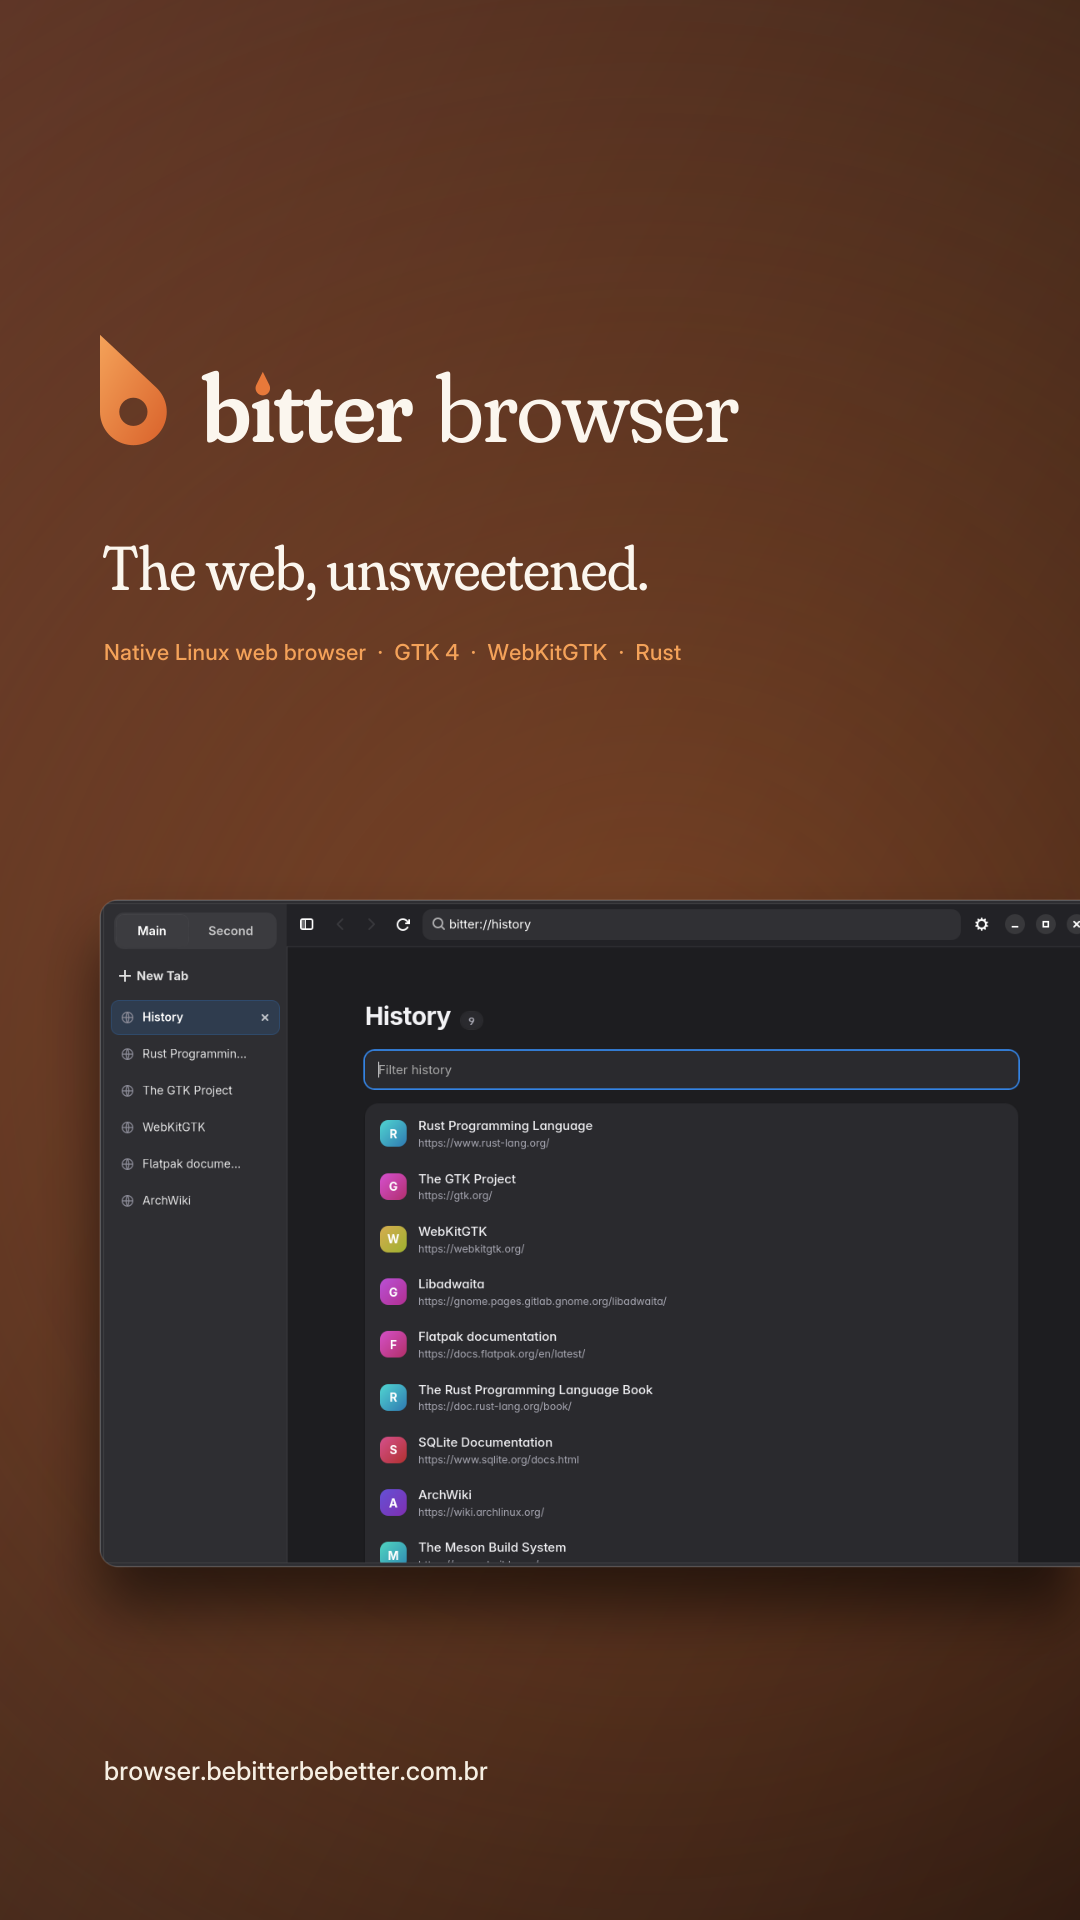 bitter browser
The web, unsweetened.
Native Linux web browser · GTK 4 · WebKitGTK · Rust
Main Second
bitter://history
New Tab
History
Rust Programmin...
The GTK Project
WebKitGTK
Flatpak docume...
ArchWiki
History 9
Filter history
R Rust Programming Language
https://www.rust-lang.org/
G The GTK Project
https://gtk.org/
W WebKitGTK
https://webkitgtk.org/
G Libadwaita
https://gnome.pages.gitlab.gnome.org/libadwaita/
F Flatpak documentation
https://docs.flatpak.org/en/latest/
R The Rust Programming Language Book
https://doc.rust-lang.org/book/
S SQLite Documentation
https://www.sqlite.org/docs.html
A ArchWiki
https://wiki.archlinux.org/
M The Meson Build System
browser.bebitterbebetter.com.br